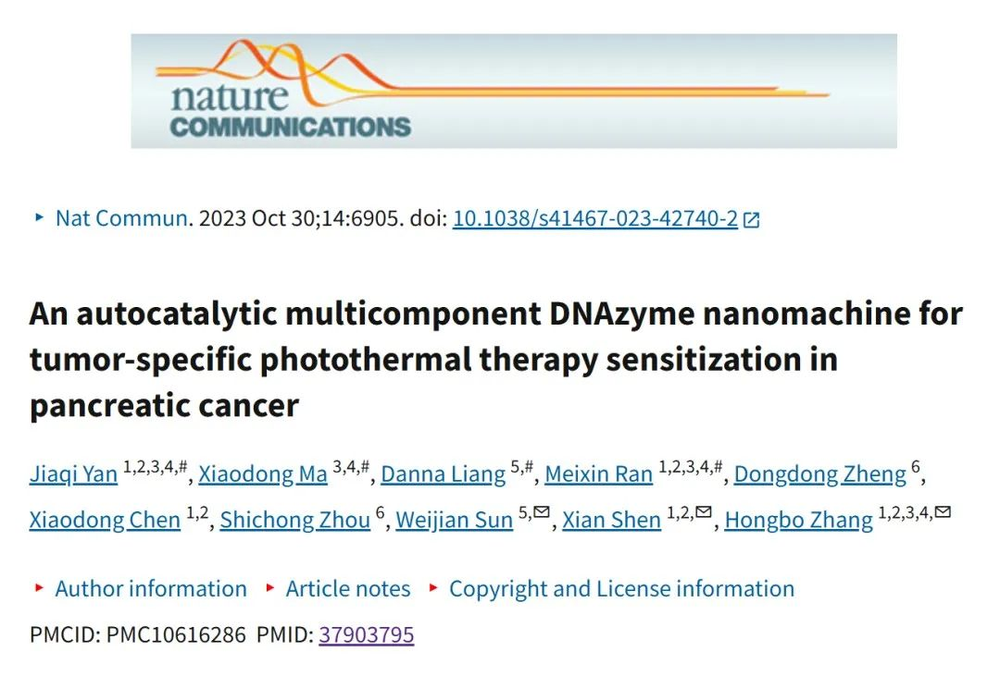 nature
COMMUNICATIONS
Nat Commun. 2023 Oct 30;14:6905. doi: 10.1038/s41467-023-42740-2
An autocatalytic multicomponent DNAzyme nanomachine for
tumor-specific photothermal therapy sensitization in
pancreatic cancer
Jiaqi Yan 1,2,3,4,#, Xiaodong Ma 3,4,#, Danna Liang 5,#, Meixin Ran 1,2,3,4,#, Dongdong Zheng 6,
Xiaodong Chen 1,2, Shichong Zhou 6, Weijian Sun 5,✉, Xian Shen 1,2,✉, Hongbo Zhang 1,2,3,4,✉
Author information Article notes Copyright and License information
PMCID: PMC10616286 PMID: 37903795